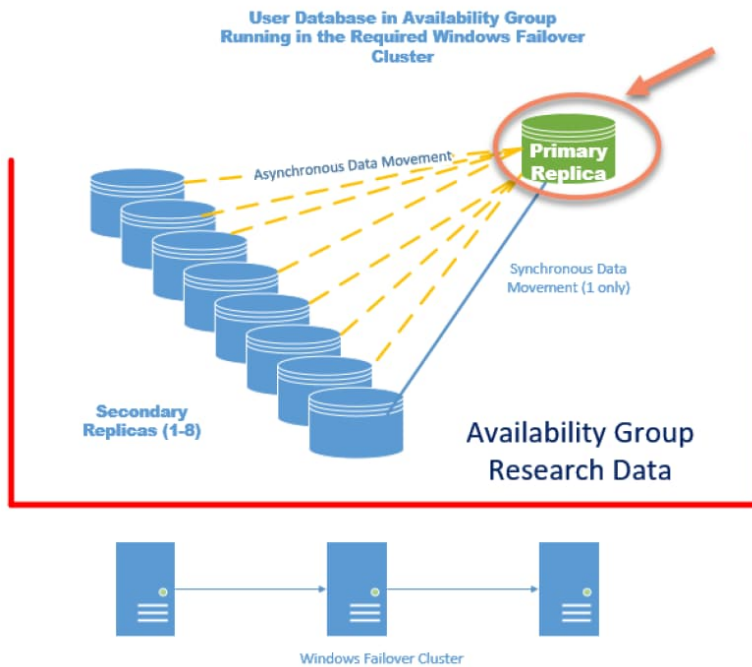 User Database in Availability Group
Running in the Required Windows Failover
Cluster
Asynchronous Data Movement
Primary
Replica
Synchronous Data
Movement (1 only)
Secondary
Replicas (1-8)
Availability Group
Research Data
Windows Failover Cluster